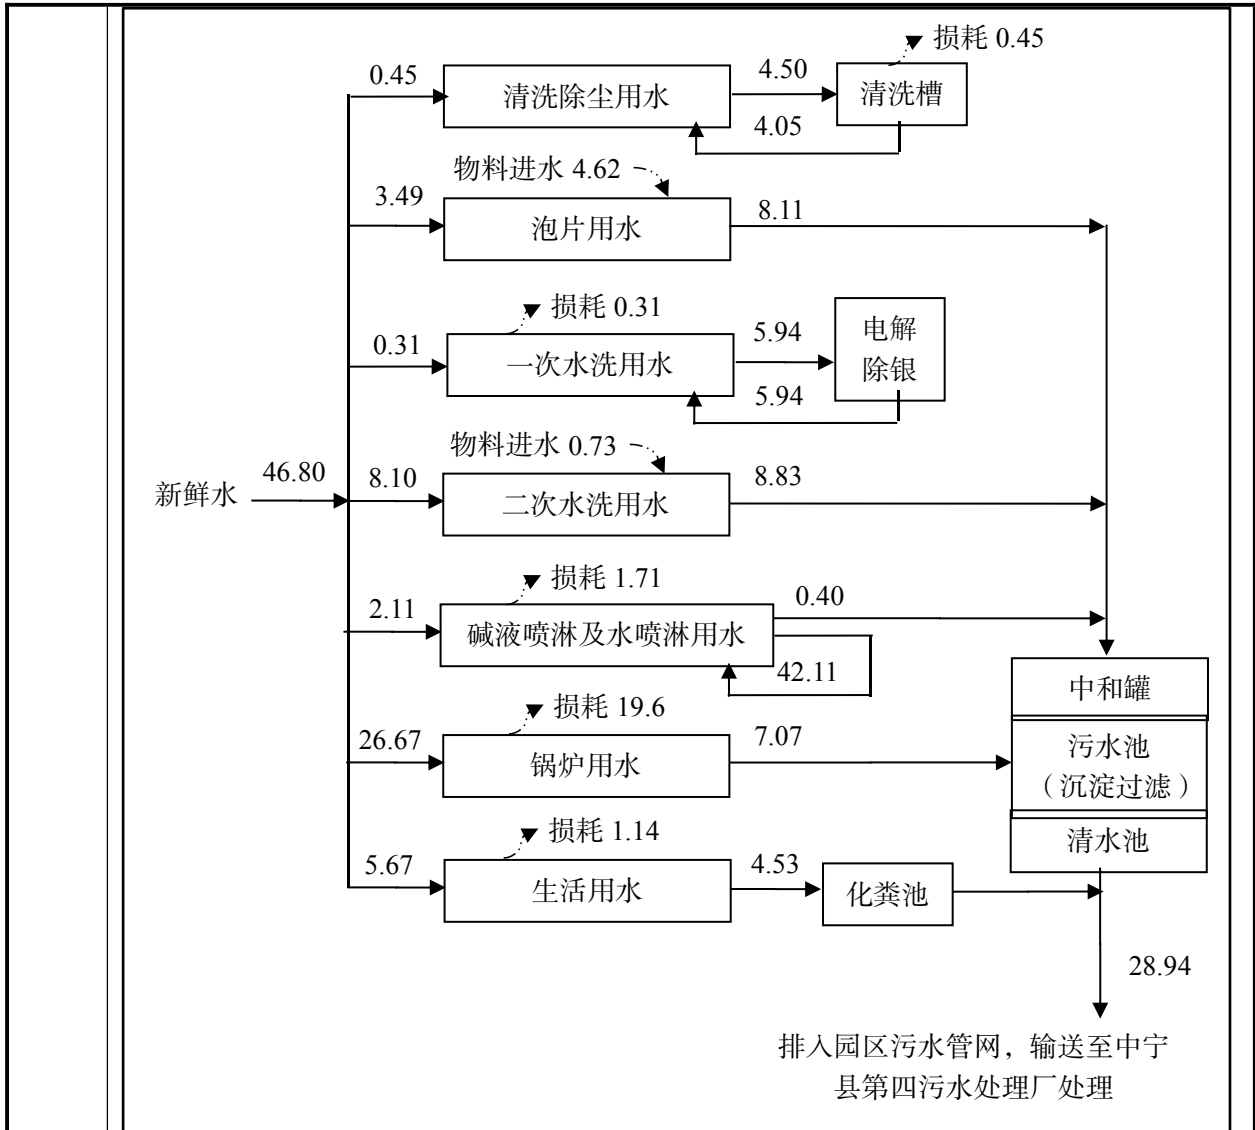 损耗 0.45
0.45
清洗除尘用水
4.50
清洗槽
4.05
物料进水 4.62
3.49
泡片用水
8.11
损耗 0.31
0.31
一次水洗用水
5.94
电解
除银
5.94
物料进水 0.73
新鲜水
46.80
8.10
二次水洗用水
8.83
损耗 1.71
2.11
碱液喷淋及水喷淋用水
0.40
42.11
中和罐
损耗 19.6
26.67
锅炉用水
7.07
污水池
（沉淀过滤）
损耗 1.14
清水池
5.67
生活用水
4.53
化粪池
28.94
排入园区污水管网，输送至中宁
县第四污水处理厂处理